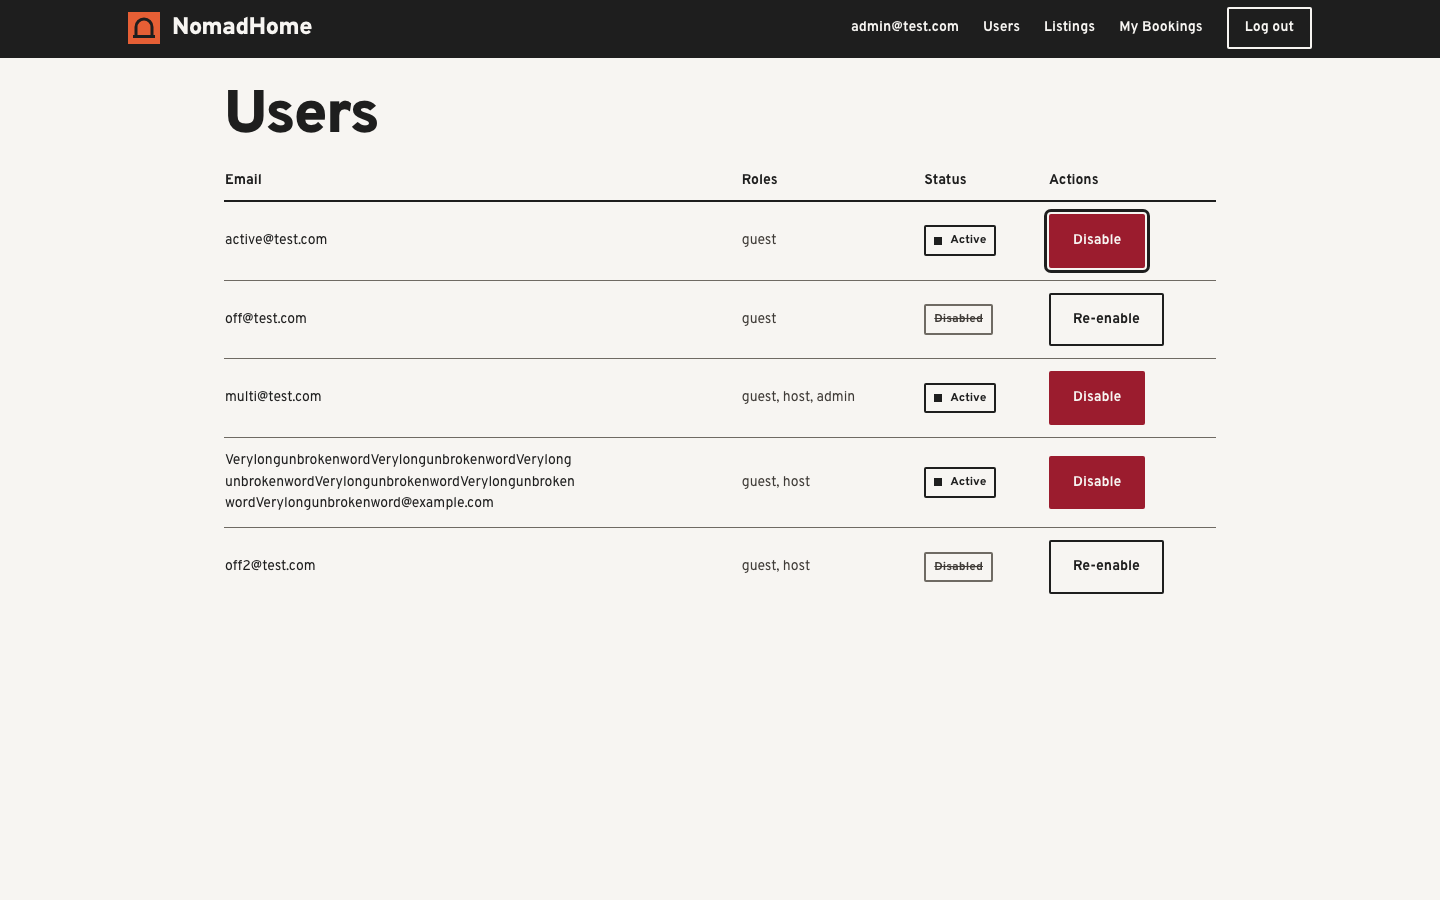 NomadHome
admin@test.com Users Listings My Bookings Log out
Users
Email Roles Status Actions
active@test.com guest Active Disable
off@test.com guest Disabled Re-enable
multi@test.com guest, host, admin Active Disable
VerylongunbrokenwordVerylongunbrokenwordVerylong
unbrokenwordVerylongunbrokenwordVerylongunbroken
wordVerylongunbrokenword@example.com
guest, host Active Disable
off2@test.com guest, host Disabled Re-enable